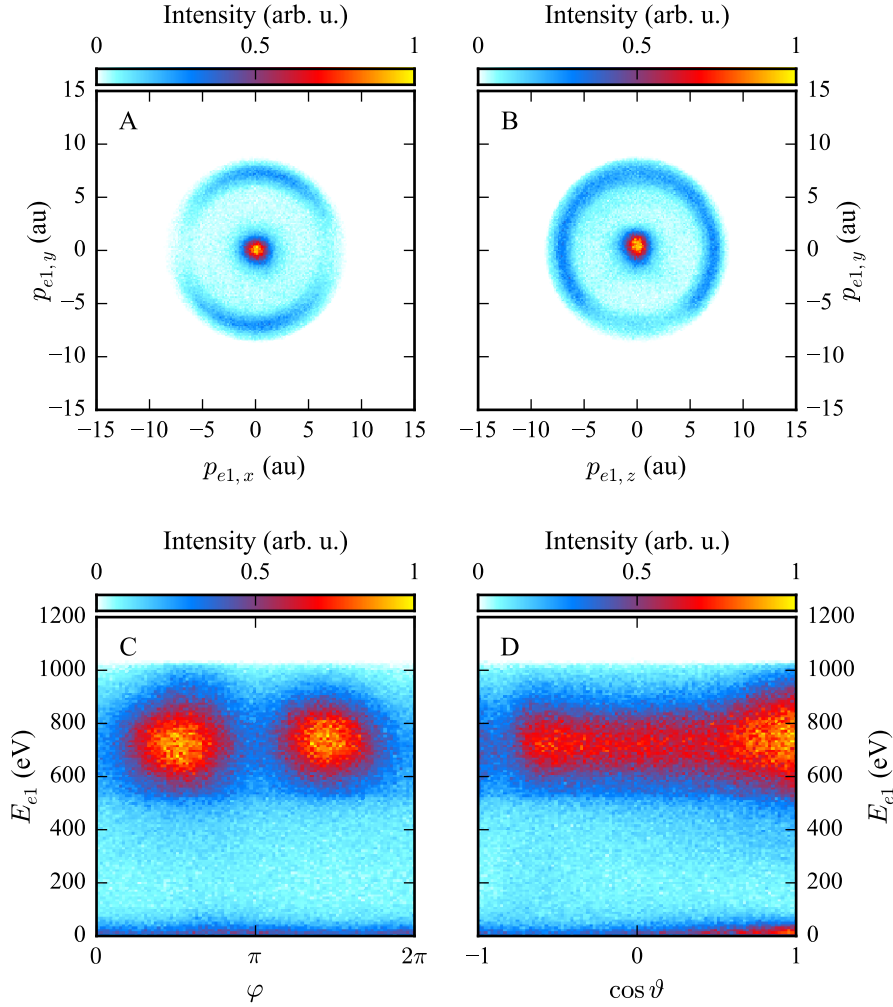 Intensity (arb. u.) Intensity (arb. u.)
0 0.5 1 0 0.5 1
15 A B 15
10 10
5 5
0 0
−5 −5
−10 −10
−15 −15
p_{e1, y} (au) p_{e1, y} (au)
−15 −10 −5 0 5 10 15 −15 −10 −5 0 5 10 15
p_{e1, x} (au) p_{e1, z} (au)
Intensity (arb. u.) Intensity (arb. u.)
0 0.5 1 0 0.5 1
1200 C D 1200
1000 1000
800 800
600 600
400 400
200 200
0 0
E_{e1} (eV) E_{e1} (eV)
0 π 2π −1 0 1
φ cos ϑ